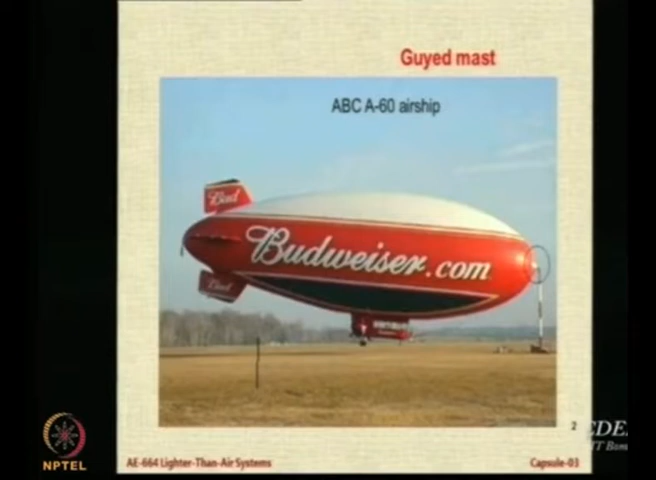 Guyed mast
ABC A-60 airship
Bud
Budweiser.com
Bud
2
CDE
IT Bom
NPTEL
AE-664 Lighter-Than-Air Systems
Capsule-03